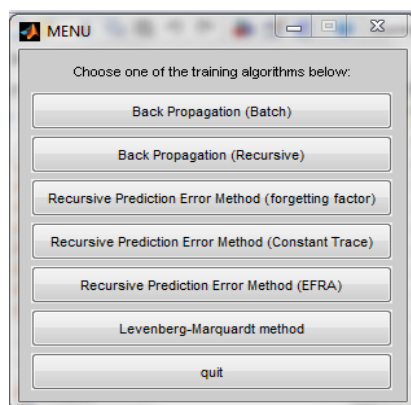 MENU
Choose one of the training algorithms below:
Back Propagation (Batch)
Back Propagation (Recursive)
Recursive Prediction Error Method (forgetting factor)
Recursive Prediction Error Method (Constant Trace)
Recursive Prediction Error Method (EFRA)
Levenberg-Marquardt method
quit